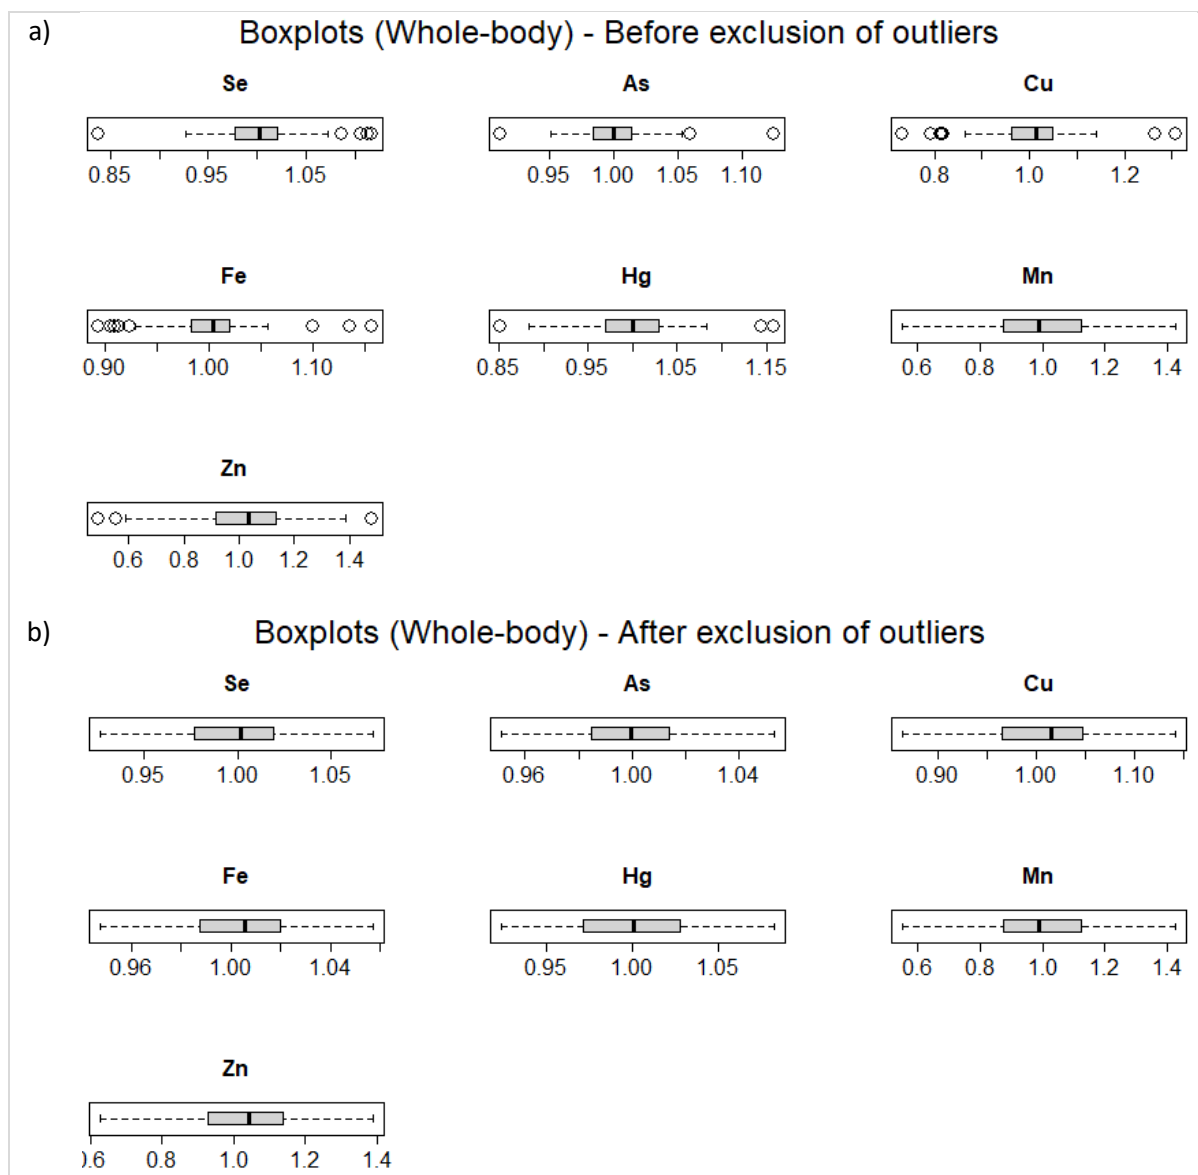 a) Boxplots (Whole-body) - Before exclusion of outliers
Se As Cu
0.85 0.95 1.05 0.95 1.00 1.05 1.10 0.8 1.0 1.2
Fe Hg Mn
0.90 1.00 1.10 0.85 0.95 1.05 1.15 0.6 0.8 1.0 1.2 1.4
Zn
0.6 0.8 1.0 1.2 1.4
b) Boxplots (Whole-body) - After exclusion of outliers
Se As Cu
0.95 1.00 1.05 0.96 1.00 1.04 0.90 1.00 1.10
Fe Hg Mn
0.96 1.00 1.04 0.95 1.00 1.05 0.6 0.8 1.0 1.2 1.4
Zn
).6 0.8 1.0 1.2 1.4